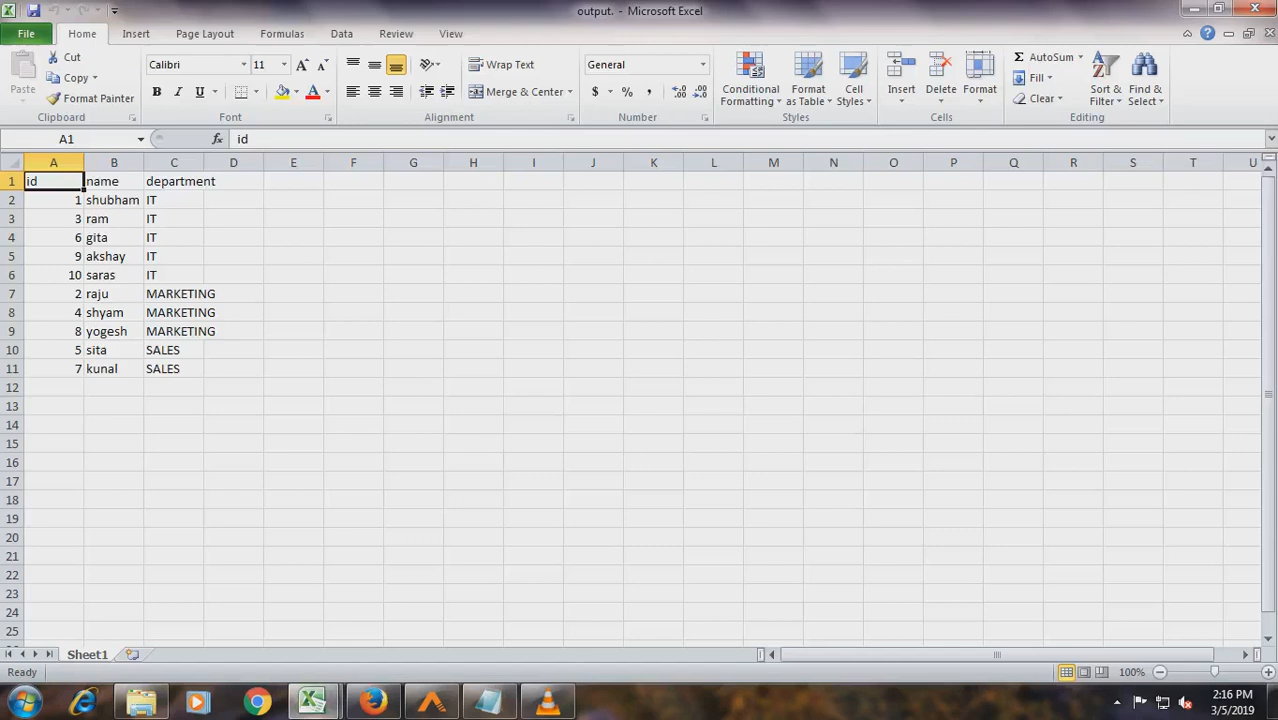 output. - Microsoft Excel
File Home Insert Page Layout Formulas Data Review View
Cut
Copy
Format Painter
Paste
Clipboard
Calibri 11
B I U
Font
Wrap Text
Merge & Center
Alignment
General
$ % ,
Number
Conditional Formatting
Format as Table
Cell Styles
Styles
Insert
Delete
Format
Cells
Σ AutoSum
Fill
Clear
Sort & Filter
Find & Select
Editing
A1 fx id
A B C D E F G H I J K L M N O P Q R S T U
1 id name department
2 1 shubham IT
3 3 ram IT
4 6 gita IT
5 9 akshay IT
6 10 saras IT
7 2 raju MARKETING
8 4 shyam MARKETING
9 8 yogesh MARKETING
10 5 sita SALES
11 7 kunal SALES
12
13
14
15
16
17
18
19
20
21
22
23
24
25
Sheet1
Ready 100%
2:16 PM
3/5/2019